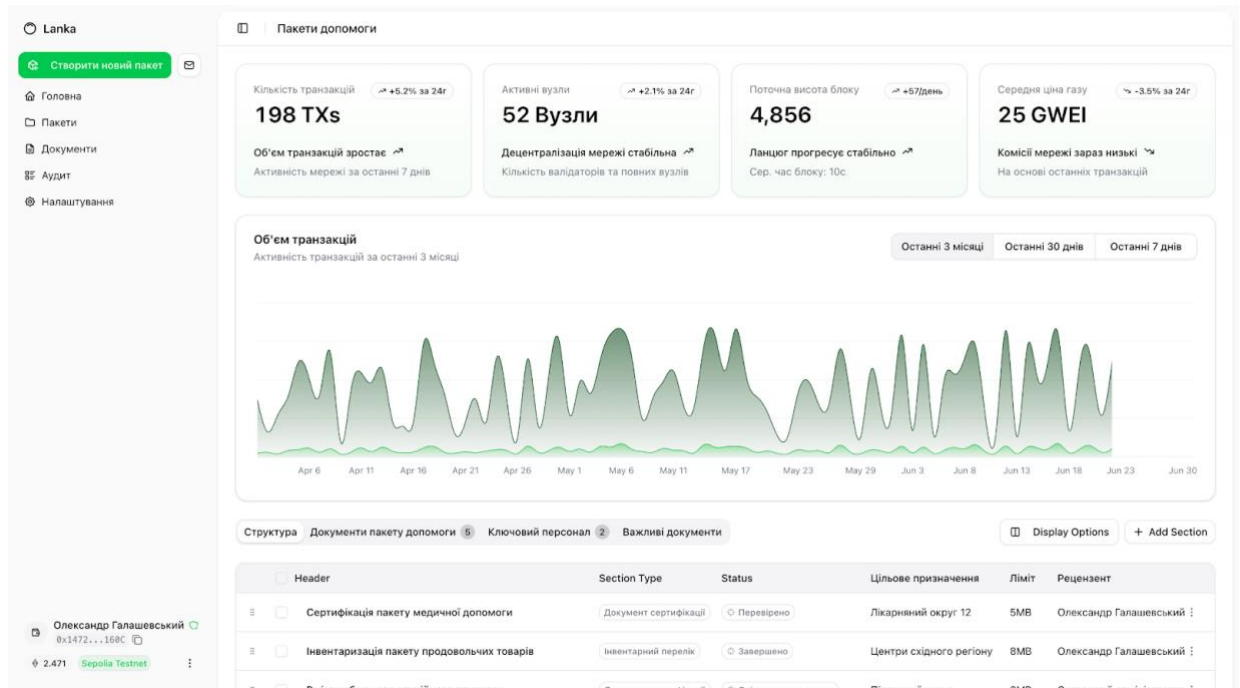 Lanka
Створити новий пакет
Головна
Пакети
Документи
Аудит
Налаштування
Олександр Галашевський
0x1472...160C
2.471 Sepolia Testnet
Пакети допомоги
Кількість транзакцій +5.2% за 24г
198 TXs
Об'єм транзакцій зростає
Активність мережі за останні 7 днів
Активні вузли +2.1% за 24г
52 Вузли
Децентралізація мережі стабільна
Кількість валідаторів та повних вузлів
Поточна висота блоку +57/день
4,856
Ланцюг прогресує стабільно
Сер. час блоку: 10с
Середня ціна газу -3.5% за 24г
25 GWEI
Комісії мережі зараз низькі
На основі останніх транзакцій
Об'єм транзакцій
Активність транзакцій за останні 3 місяці
Останні 3 місяці Останні 30 днів Останні 7 днів
Apr 6 Apr 11 Apr 16 Apr 21 Apr 26 May 1 May 6 May 11 May 17 May 23 May 29 Jun 3 Jun 8 Jun 13 Jun 18 Jun 23 Jun 30
Структура Документи пакету допомоги 5 Ключовий персонал 2 Важливі документи Display Options + Add Section
Header Section Type Status Цільове призначення Ліміт Рецензент
Сертифікація пакету медичної допомоги Документ сертифікації Перевірено Лікарняний округ 12 5MB Олександр Галашевський
Інвентаризація пакету продовольчих товарів Інвентарний перелік Завершено Центри східного регіону 8MB Олександр Галашевський